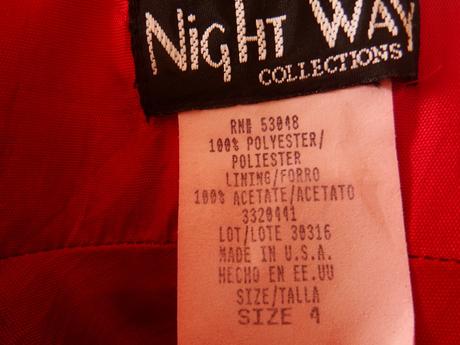 NigHT WAY
COLLECTIONS
RN# 53048
100% POLYESTER/
POLIESTER
LINING/FORRO
100% ACETATE/ACETATO
3320441
LOT/LOTE 30316
MADE IN U.S.A.
HECHO EN EE.UU
SIZE/TALLA
SIZE 4